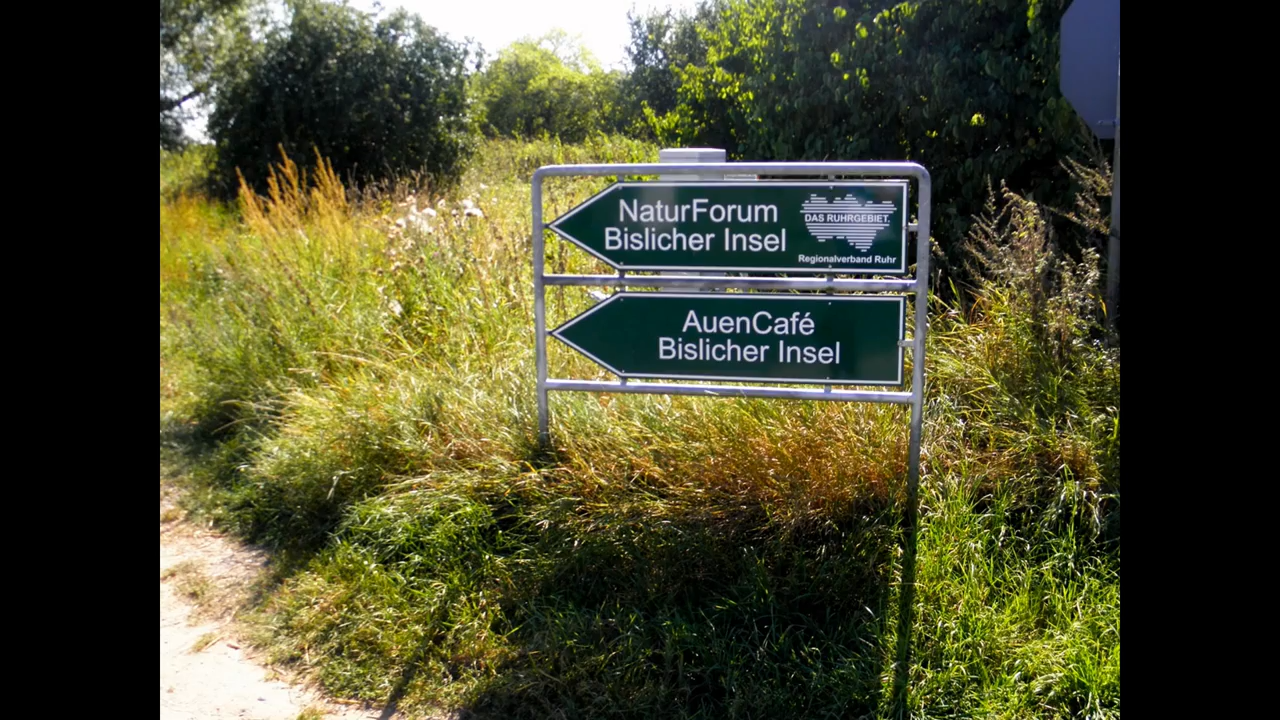 NaturForum
Bislicher Insel
DAS RUHRGEBIET.
Regionalverband Ruhr
AuenCafé
Bislicher Insel